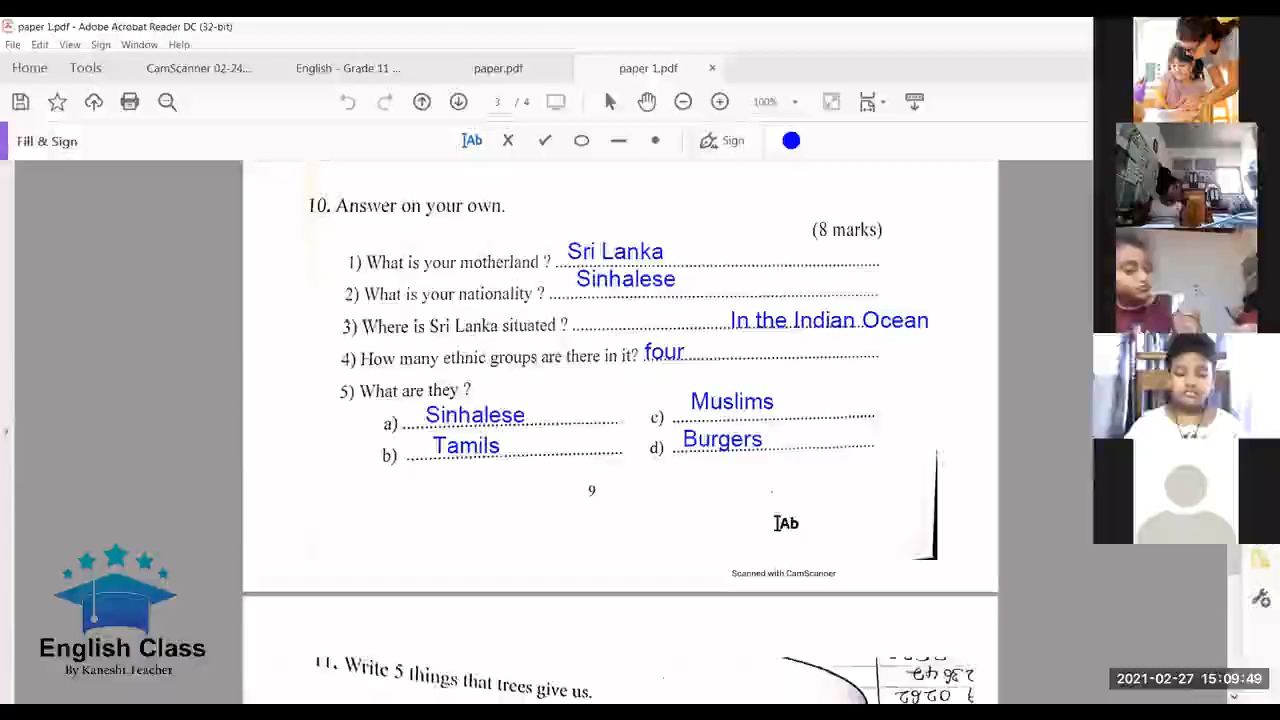 paper 1.pdf - Adobe Acrobat Reader DC (32-bit)
File Edit View Sign Window Help
Home Tools CamScanner 02-24... English - Grade 11 ... paper.pdf paper 1.pdf ×
3 / 4 100%
Fill & Sign Ab Sign
10. Answer on your own.
(8 marks)
1) What is your motherland ? Sri Lanka
2) What is your nationality ? Sinhalese
3) Where is Sri Lanka situated ? In the Indian Ocean
4) How many ethnic groups are there in it? four
5) What are they ?
a) Sinhalese c) Muslims
b) Tamils d) Burgers
9
Ab
Scanned with CamScanner
English Class
By Kaneshi Teacher
11. Write 5 things that trees give us.
2021-02-27 15:09:49